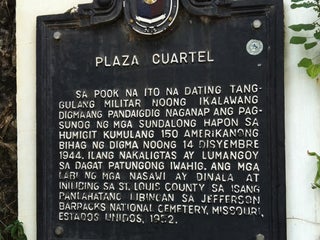 PLAZA CUARTEL
SA POOK NA ITO NA DATING TANG-
GULANG MILITAR NOONG IKALAWANG
DIGMAANG PANDAIGDIG NAGANAP ANG PAG-
SUNOG NG MGA SUNDALONG HAPON SA
HUMIGIT KUMULANG 150 AMERIKANONG
BIHAG NG DIGMA NOONG 14 DISYEMBRE
1944. ILANG NAKALIGTAS AY LUMANGOY
SA DAGAT PATUNGONG IWAHIG. ANG MGA
LABI NG MGA NASAWI AY DINALA AT
INILIBING SA ST. LOUIS COUNTY SA ISANG
PANLAHATANG LIBINGAN SA JEFFERSON
BARRACKS NATIONAL CEMETERY, MISSOURI,
ESTADOS UNIDOS, 1952.